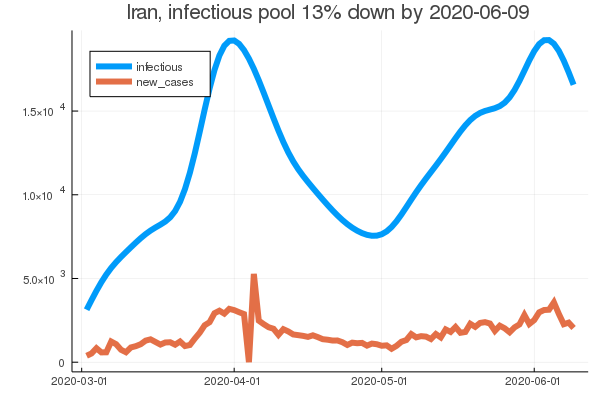 Iran, infectious pool 13% down by 2020-06-09
infectious
new_cases
1.5×10 4
1.0×10 4
5.0×10 3
0
2020-03-01 2020-04-01 2020-05-01 2020-06-01